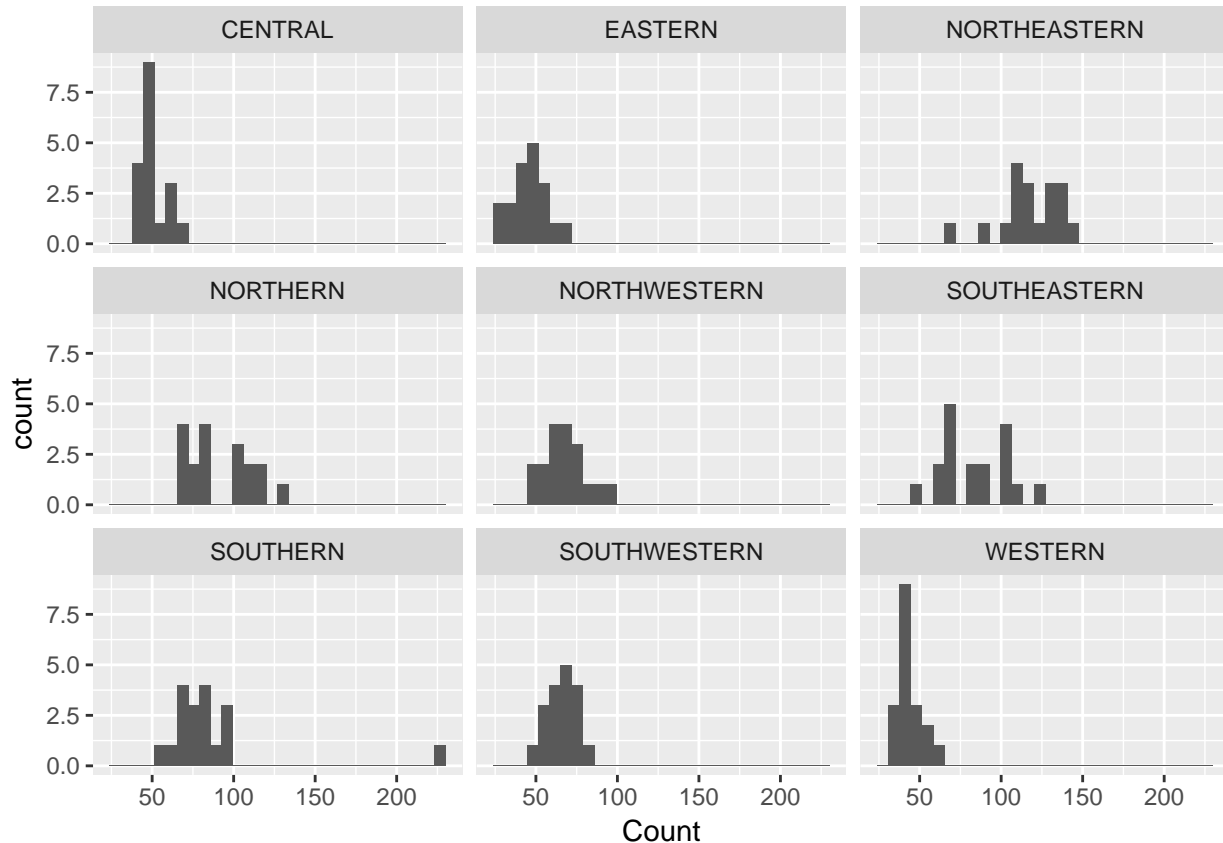 CENTRAL EASTERN NORTHEASTERN
7.5
5.0
2.5
0.0
NORTHERN NORTHWESTERN SOUTHEASTERN
7.5
5.0
2.5
0.0
count
SOUTHERN SOUTHWESTERN WESTERN
7.5
5.0
2.5
0.0
50 100 150 200 50 100 150 200 50 100 150 200
Count